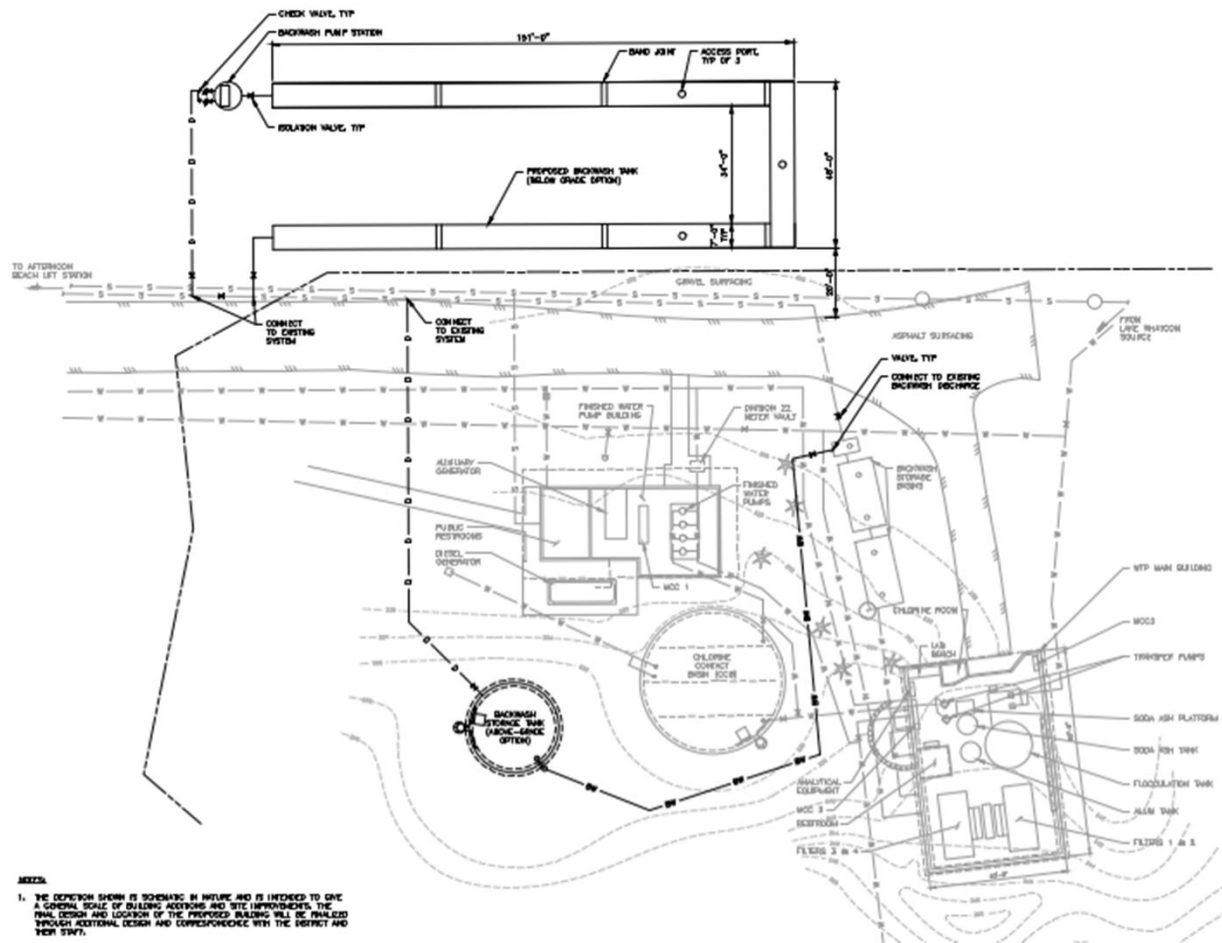 CHECK VALVE, TYP
BACKWASH PUMP STATION
151'-0"
BAND JOINT
ACCESS PORT,
TYP OF 3
ISOLATION VALVE, TYP
34'-0"
48'-0"
PROPOSED BACKWASH TANK
(BELOW GRADE OPTION)
7'-0"
TYP
20'-0"
TO AFTERNOON
BEACH LIFT STATION
GRAVEL SURFACING
CONNECT
TO EXISTING
SYSTEM
CONNECT
TO EXISTING
SYSTEM
ASPHALT SURFACING
FROM
LAKE WHATCOM
SOURCE
VALVE, TYP
CONNECT TO EXISTING
BACKWASH DISCHARGE
FINISHED WATER
PUMP BUILDING
DIVISION 22
METER VAULT
AUXILIARY
GENERATOR
BACKWASH
STORAGE
BASINS
FINISHED
WATER
PUMPS
PUBLIC
RESTROOMS
DIESEL
GENERATOR
MCC 1
WTP MAIN BUILDING
CHLORINE ROOM
MCC3
LAB
BENCH
TRANSFER PUMPS
CHLORINE
CONTACT
BASIN (CCB)
SODA ASH PLATFORM
BACKWASH
STORAGE TANK
(ABOVE-GRADE
OPTION)
SODA ASH TANK
ANALYTICAL
EQUIPMENT
FLOCCULATION TANK
MCC 2
ALUM TANK
RESTROOM
FILTERS 1 & 2
NOTES:
1. THE DEPICTION SHOWN IS SCHEMATIC IN NATURE AND IS INTENDED TO GIVE
A GENERAL SCALE OF BUILDING ADDITIONS AND SITE IMPROVEMENTS. THE
FINAL DESIGN AND LOCATION OF THE PROPOSED BUILDING WILL BE FINALIZED
THROUGH ADDITIONAL DESIGN AND CORRESPONDENCE WITH THE DISTRICT AND
THEIR STAFF.